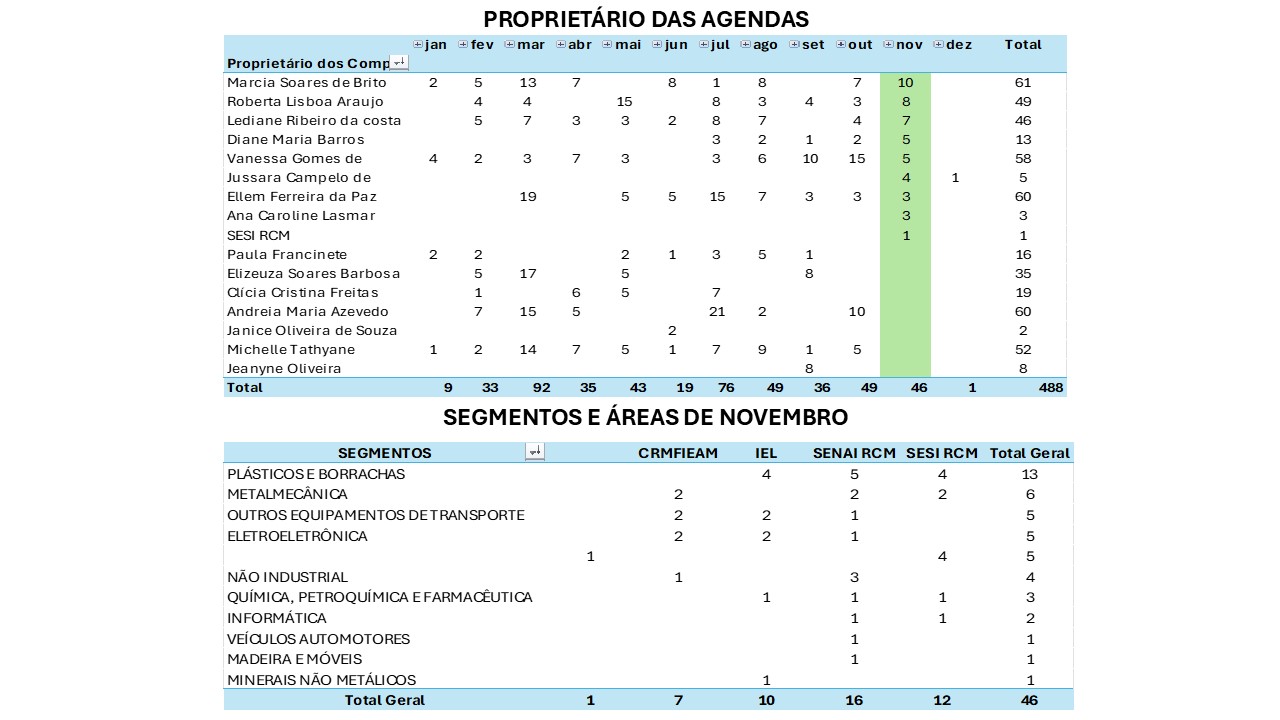 PROPRIETÁRIO DAS AGENDAS
jan fev mar abr mai jun jul ago set out nov dez Total
Proprietário dos Comp
Marcia Soares de Brito 2 5 13 7 8 1 8 7 10 61
Roberta Lisboa Araujo 4 4 15 8 3 4 3 8 49
Lediane Ribeiro da costa 5 7 3 3 2 8 7 4 7 46
Diane Maria Barros 3 2 1 2 5 13
Vanessa Gomes de 4 2 3 7 3 3 6 10 15 5 58
Jussara Campelo de 4 1 5
Ellem Ferreira da Paz 19 5 5 15 7 3 3 3 60
Ana Caroline Lasmar 3 3
SESI RCM 1 1
Paula Francinete 2 2 2 1 3 5 1 16
Elizeuza Soares Barbosa 5 17 5 8 35
Clícia Cristina Freitas 1 6 5 7 19
Andreia Maria Azevedo 7 15 5 21 2 10 60
Janice Oliveira de Souza 2 2
Michelle Tathyane 1 2 14 7 5 1 7 9 1 5 52
Jeanyne Oliveira 8 8
Total 9 33 92 35 43 19 76 49 36 49 46 1 488
SEGMENTOS E ÁREAS DE NOVEMBRO
SEGMENTOS CRMFIEAM IEL SENAI RCM SESI RCM Total Geral
PLÁSTICOS E BORRACHAS 4 5 4 13
METALMECÂNICA 2 2 2 6
OUTROS EQUIPAMENTOS DE TRANSPORTE 2 2 1 5
ELETROELETRÔNICA 2 2 1 5
1 4 5
NÃO INDUSTRIAL 1 3 4
QUÍMICA, PETROQUÍMICA E FARMACÊUTICA 1 1 1 3
INFORMÁTICA 1 1 2
VEÍCULOS AUTOMOTORES 1 1
MADEIRA E MÓVEIS 1 1
MINERAIS NÃO METÁLICOS 1 1
Total Geral 1 7 10 16 12 46